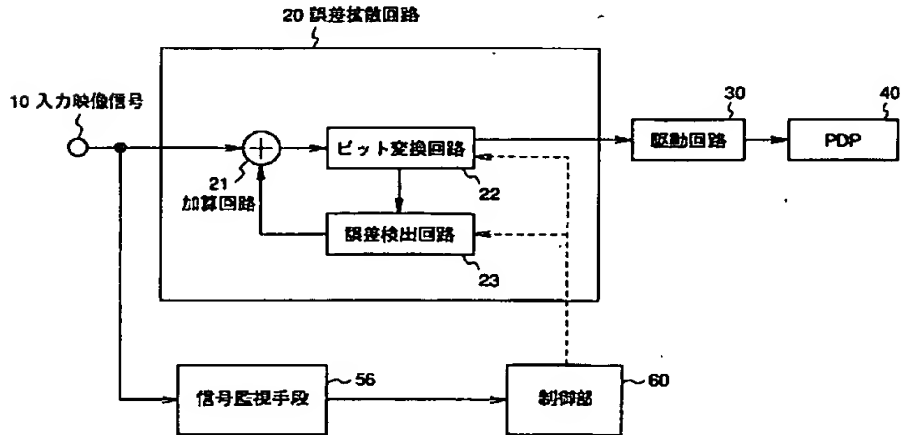 20 誤差拡散回路
10 入力映像信号
30
40
駆動回路
PDP
ビット変換回路
21
加算回路
22
誤差検出回路
23
信号監視手段
56
制御部
60